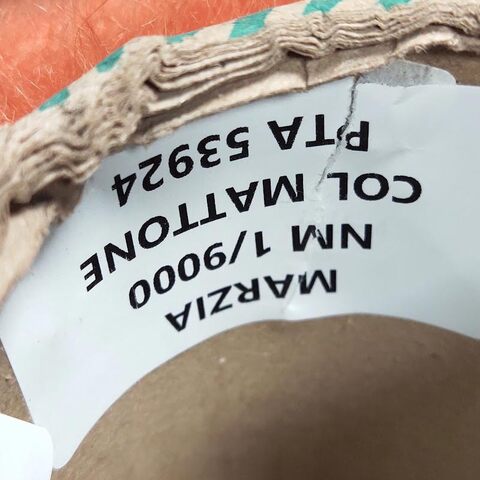 MARZIA
NM 1/9000
COL MATTONE
PTA 53924